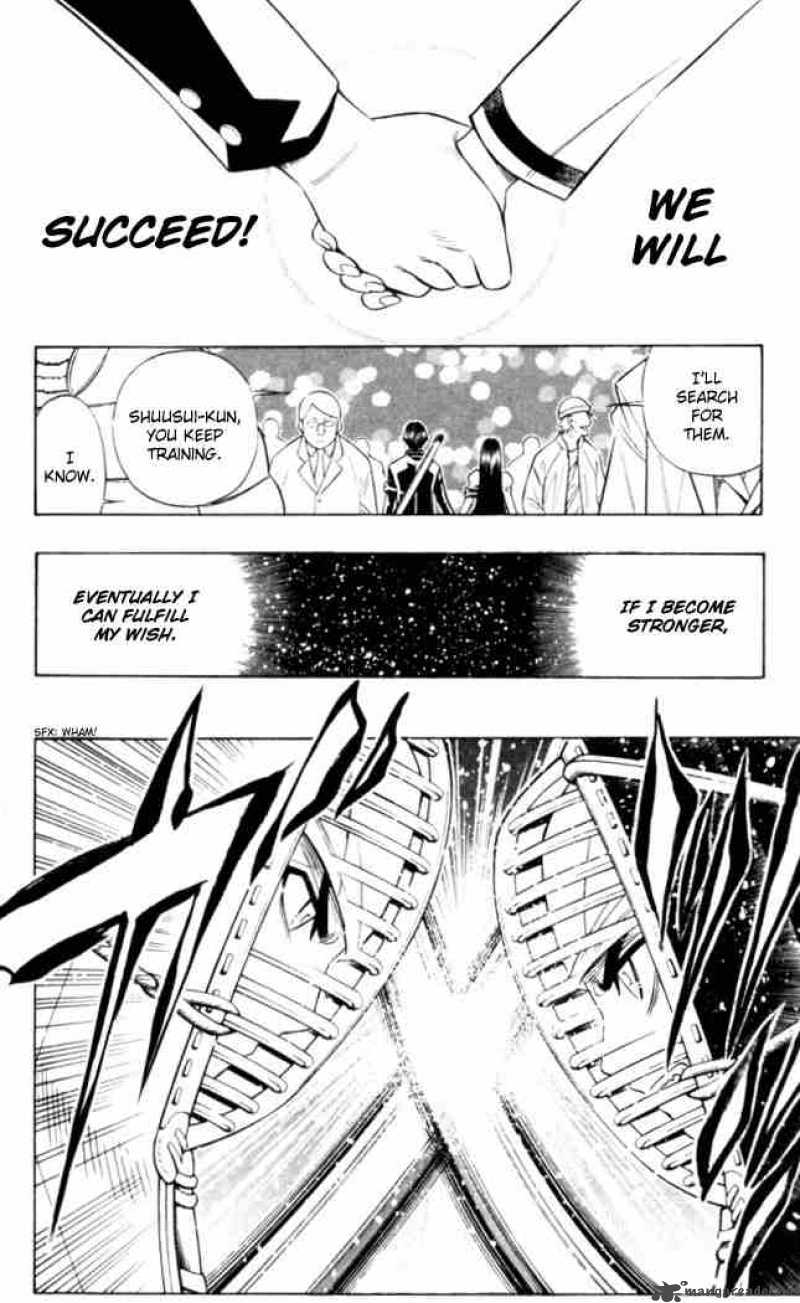 WE
WILL
SUCCEED!
I'LL
SEARCH
FOR
THEM.
SHUUSUI-KUN,
YOU KEEP
TRAINING.
I
KNOW.
IF I BECOME
STRONGER,
EVENTUALLY I
CAN FULFILL
MY WISH.
SFX: WHAM!
mangareader